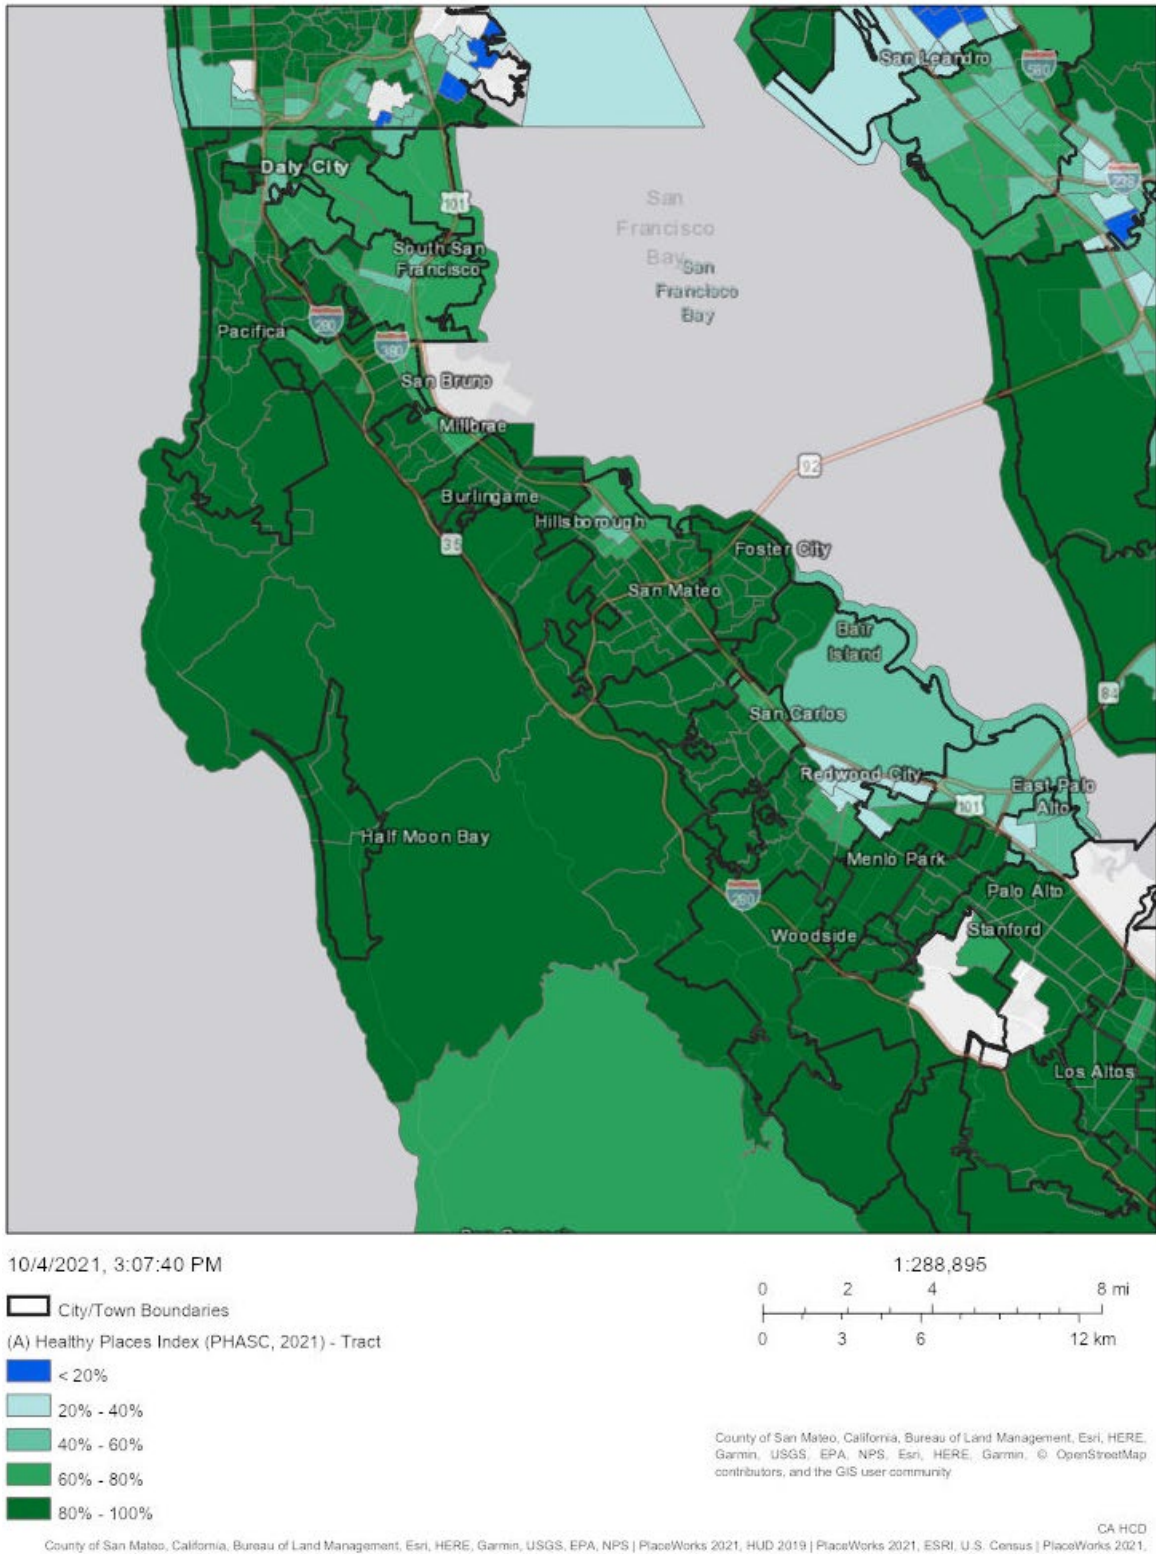 San Leandro
580
Daly City
238
101
San
Francisco
Bay
San
Francisco
Bay
South San
Francisco
Pacifica
280
380
San Bruno
Millbrae
92
Burlingame
Hillsborough
35
Foster City
San Mateo
Bair
Island
84
San Carlos
Redwood City
East Palo
Alto
101
Half Moon Bay
Menlo Park
280
Palo Alto
Woodside
Stanford
Los Altos
10/4/2021, 3:07:40 PM
1:288,895
0 2 4 8 mi
0 3 6 12 km
City/Town Boundaries
(A) Healthy Places Index (PHASC, 2021) - Tract
< 20%
20% - 40%
40% - 60%
60% - 80%
80% - 100%
County of San Mateo, California, Bureau of Land Management, Esri, HERE,
Garmin, USGS, EPA, NPS, Esri, HERE, Garmin, © OpenStreetMap
contributors, and the GIS user community
CA HCD
County of San Mateo, California, Bureau of Land Management, Esri, HERE, Garmin, USGS, EPA, NPS | PlaceWorks 2021, HUD 2019 | PlaceWorks 2021, ESRI, U.S. Census | PlaceWorks 2021,